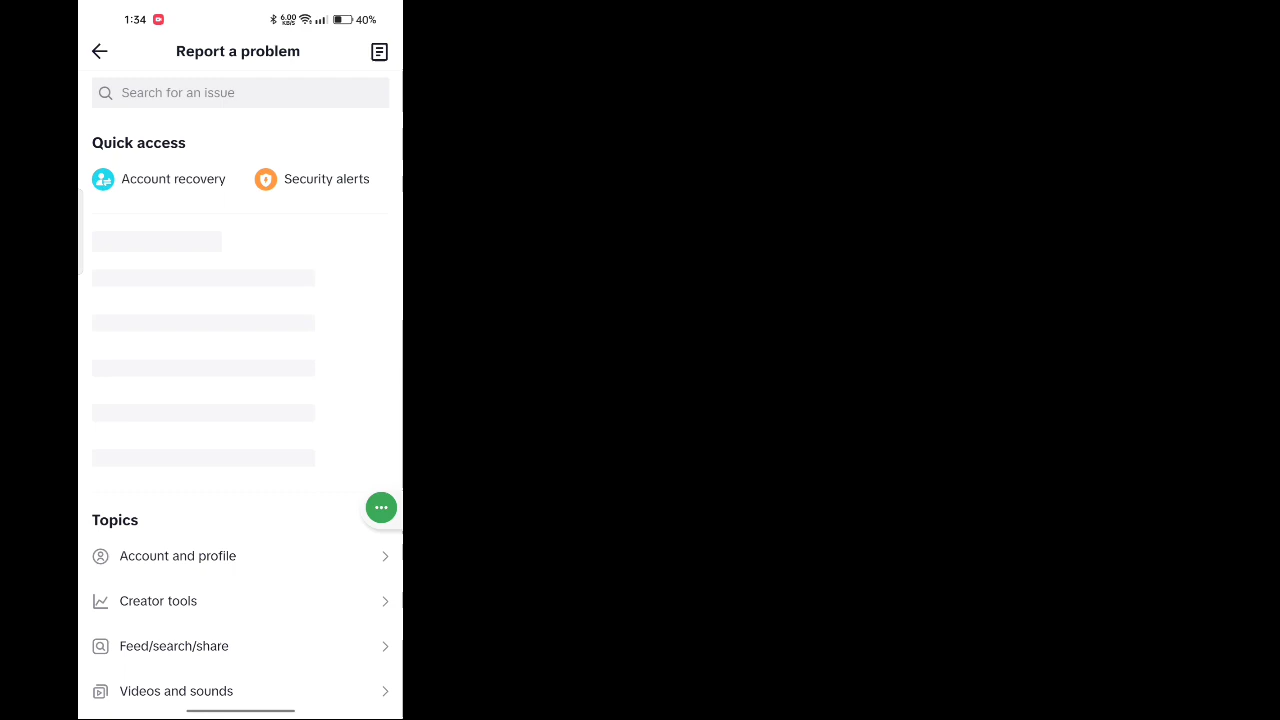 1:34 6.00 KB/S 40%
Report a problem
Search for an issue
Quick access
Account recovery Security alerts
Topics
Account and profile
Creator tools
Feed/search/share
Videos and sounds